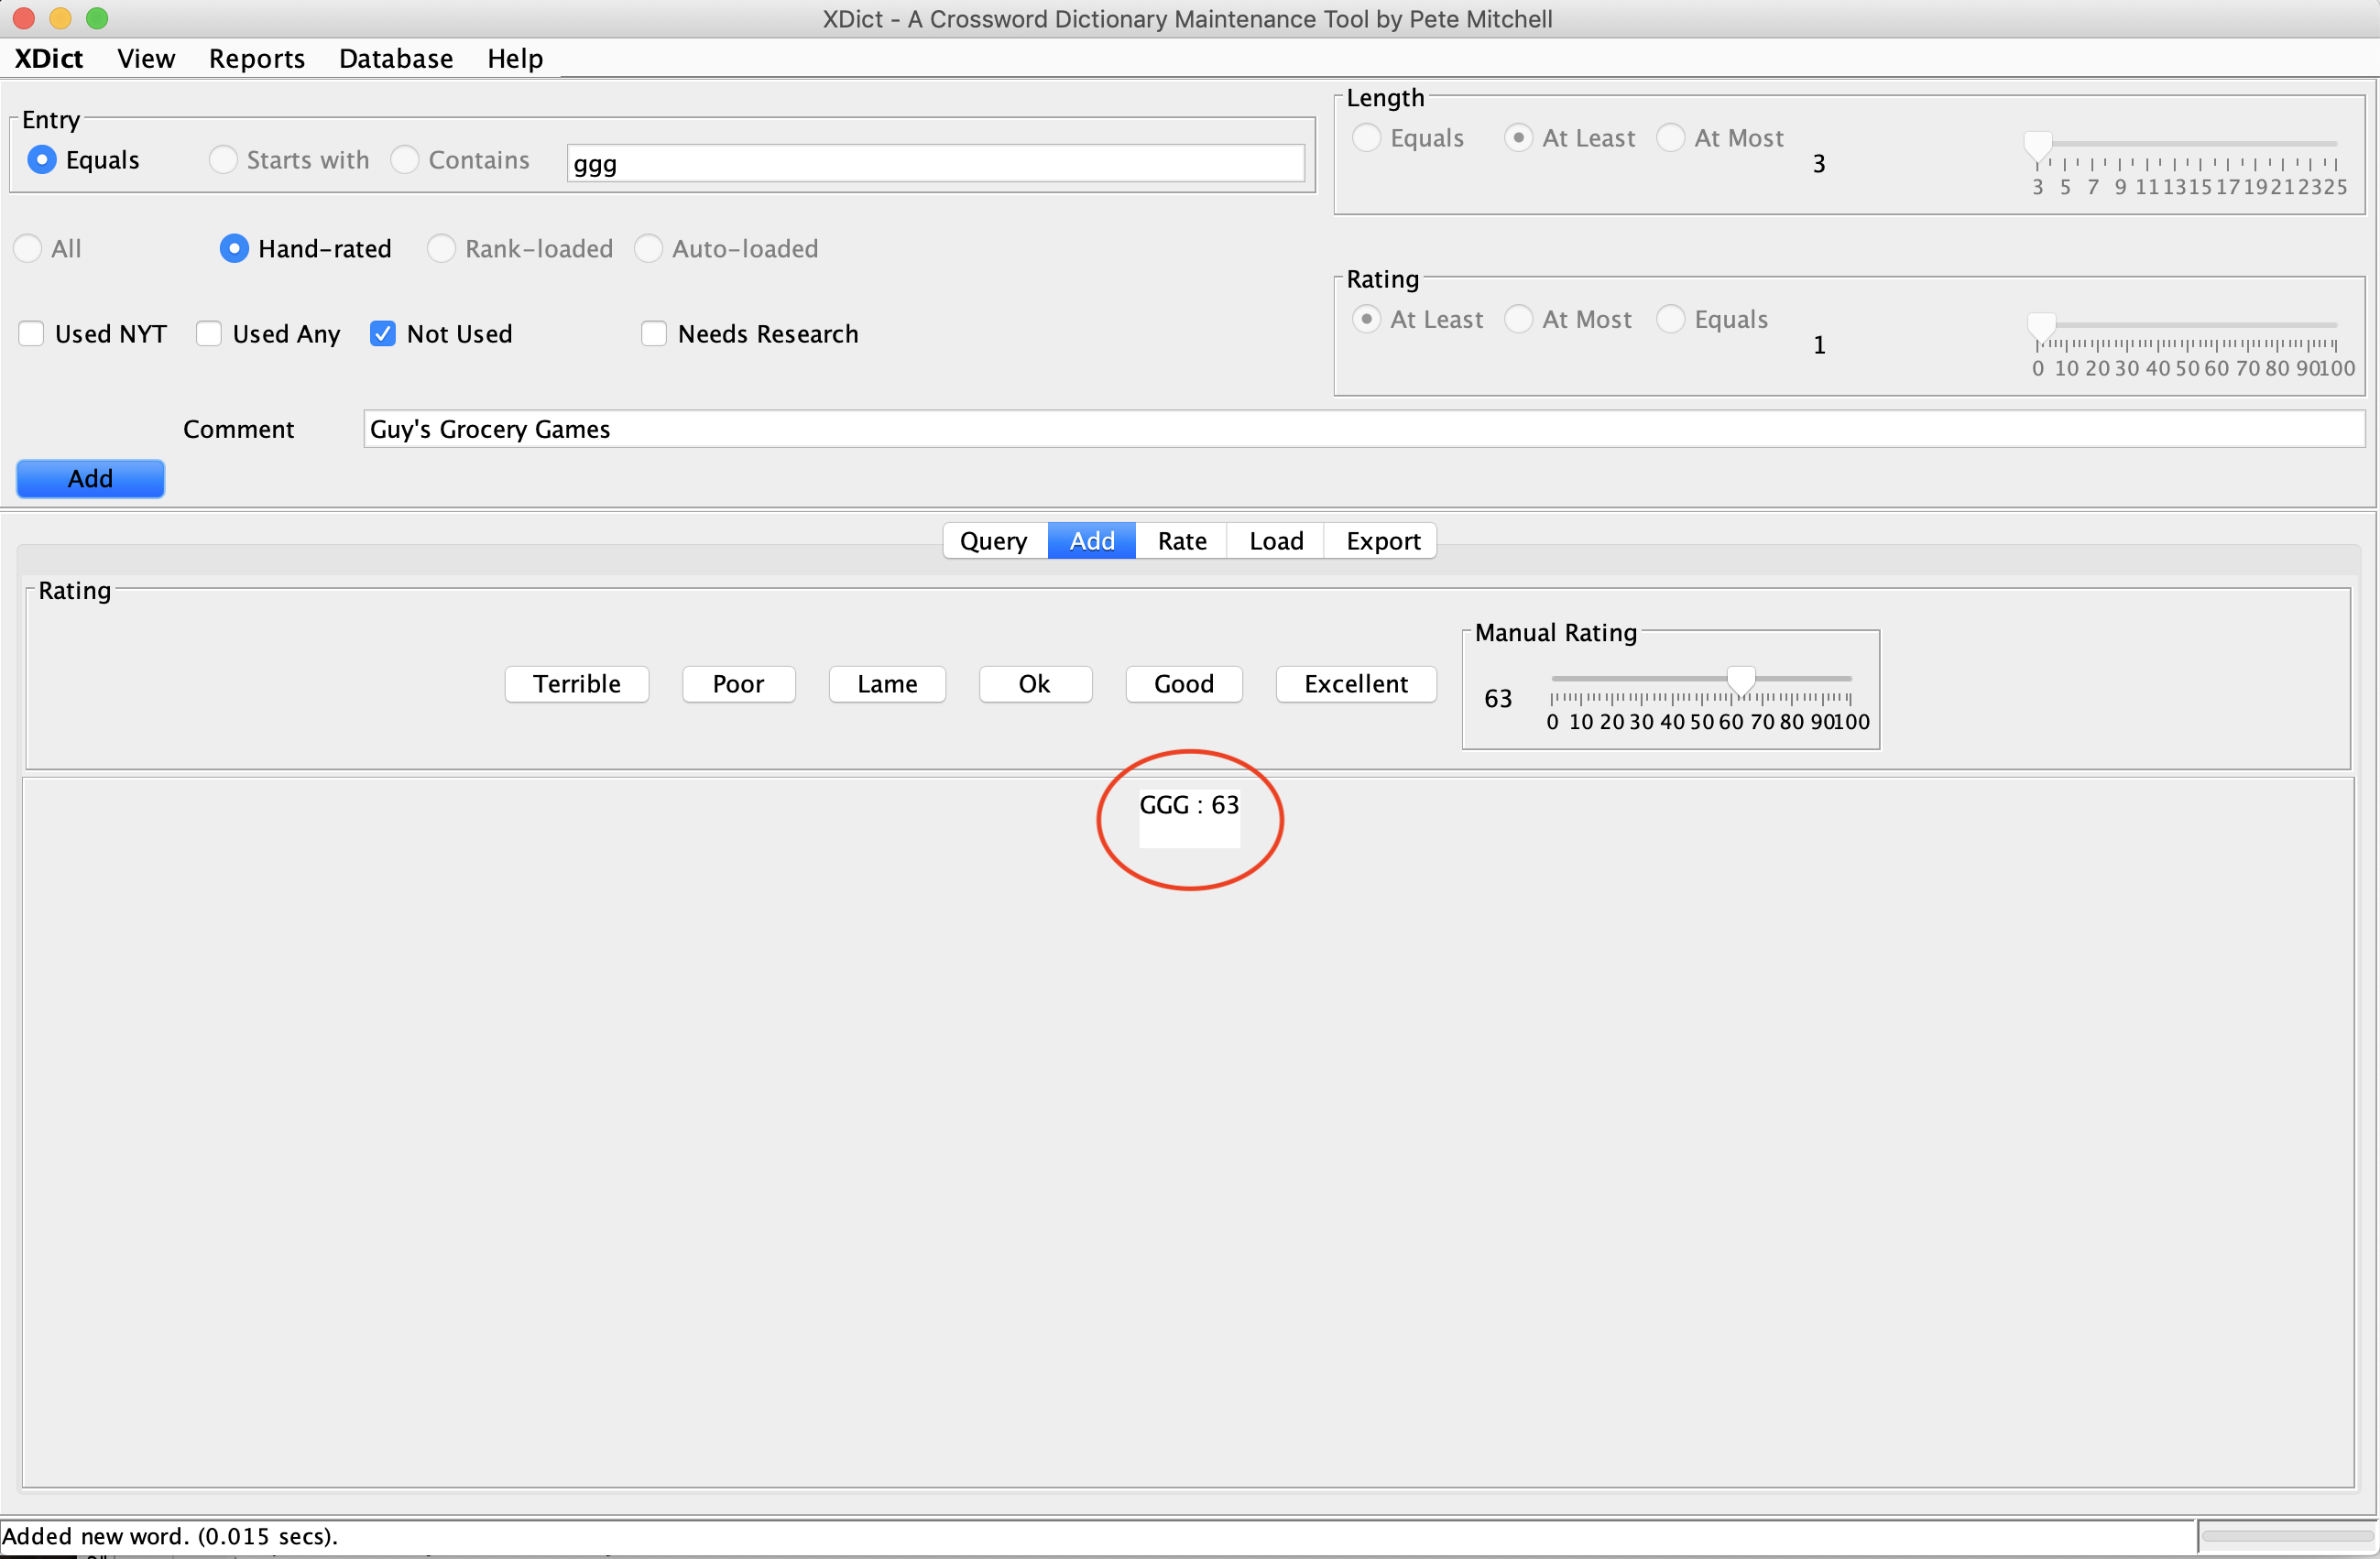 XDict - A Crossword Dictionary Maintenance Tool by Pete Mitchell
XDict View Reports Database Help
Entry
Equals Starts with Contains ggg
Length
Equals At Least At Most 3
3 5 7 9 11 13 15 17 19 21 23 25
All Hand-rated Rank-loaded Auto-loaded
Rating
At Least At Most Equals 1
0 10 20 30 40 50 60 70 80 90 100
Used NYT Used Any Not Used Needs Research
Comment Guy's Grocery Games
Add
Query Add Rate Load Export
Rating
Terrible Poor Lame Ok Good Excellent
Manual Rating
63
0 10 20 30 40 50 60 70 80 90 100
GGG : 63
Added new word. (0.015 secs).